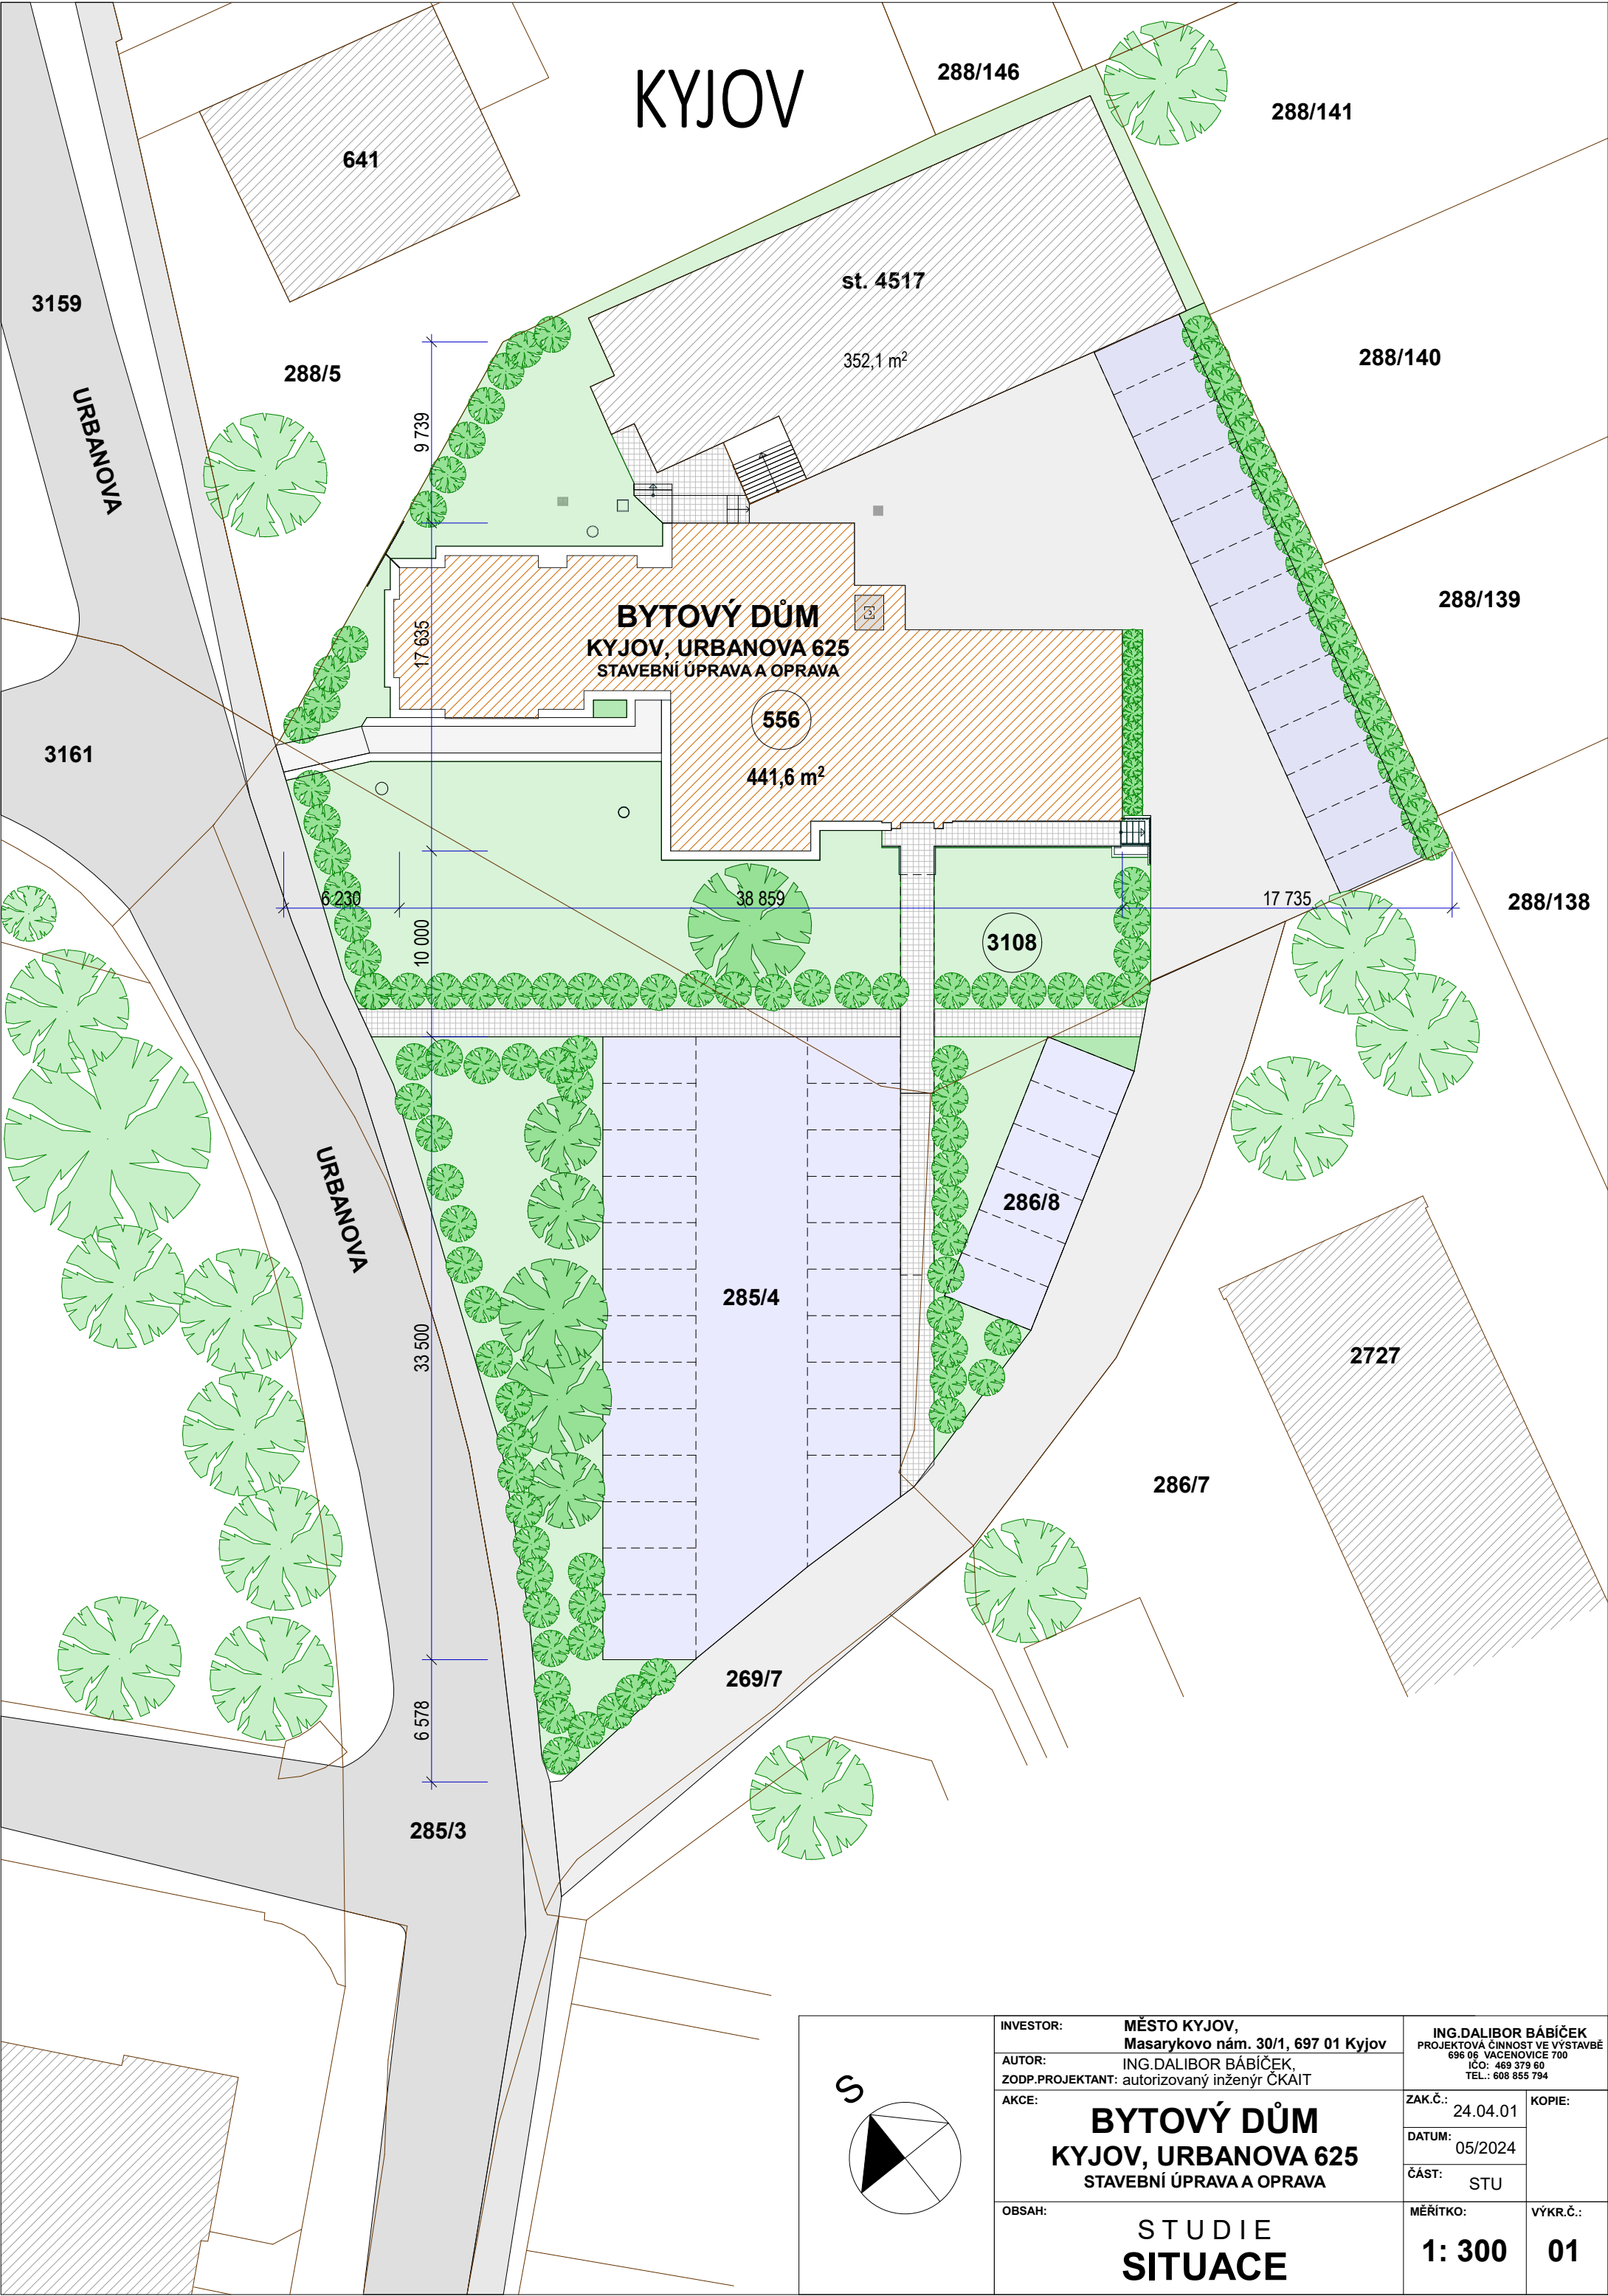 KYJOV
288/146
288/141
641
st. 4517
3159
352,1 m²
288/140
288/5
URBANOVA
9 739
288/139
BYTOVÝ DŮM
KYJOV, URBANOVA 625
STAVEBNÍ ÚPRAVA A OPRAVA
17 635
556
3161
441,6 m²
6 230
38 859
17 735
288/138
10 000
3108
URBANOVA
286/8
285/4
33 500
2727
286/7
269/7
6 578
285/3
S
INVESTOR: MĚSTO KYJOV,
Masarykovo nám. 30/1, 697 01 Kyjov
AUTOR: ING.DALIBOR BÁBÍČEK,
ZODP.PROJEKTANT: autorizovaný inženýr ČKAIT
ING.DALIBOR BÁBÍČEK
PROJEKTOVÁ ČINNOST VE VÝSTAVBĚ
696 06 VACENOVICE 700
IČO: 469 379 60
TEL.: 608 855 794
AKCE:
BYTOVÝ DŮM
KYJOV, URBANOVA 625
STAVEBNÍ ÚPRAVA A OPRAVA
ZAK.Č.: 24.04.01
KOPIE:
DATUM: 05/2024
ČÁST: STU
OBSAH:
STUDIE
SITUACE
MĚŘÍTKO:
1: 300
VÝKR.Č.:
01